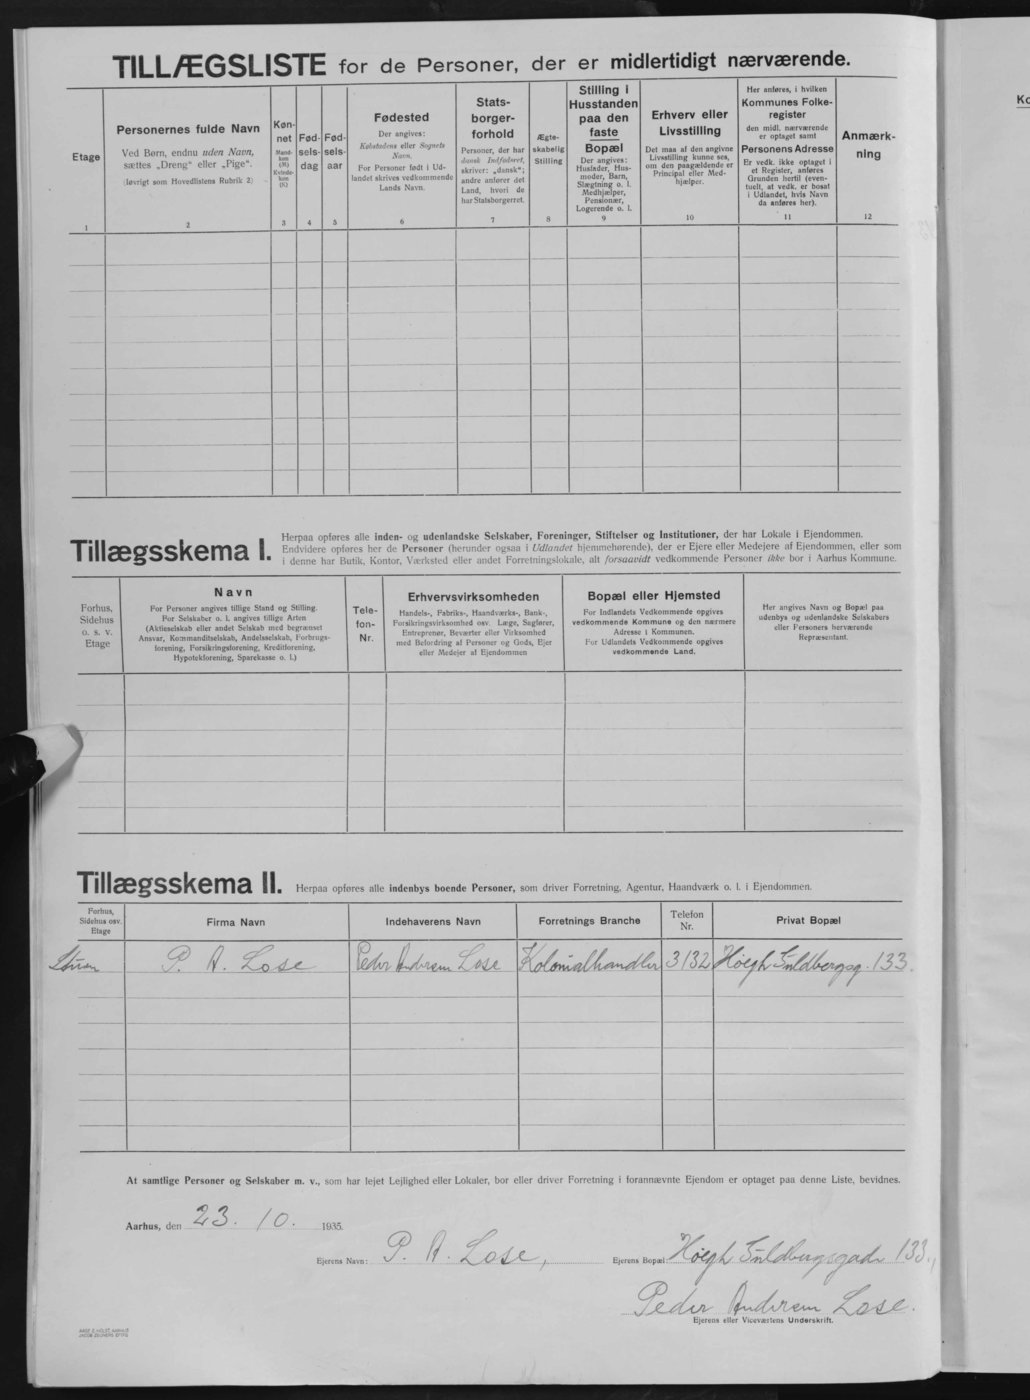 TILLÆGSLISTE for de Personer, der er midlertidigt nærværende.
Etage
1
Personernes fulde Navn
Ved Børn, endnu uden Navn,
sættes „Dreng“ eller „Pige“.
(Iøvrigt som Hovedlistens Rubrik 2)
2
Køn-
net
Mand-
køn
(M)
Kvinde-
køn
(K)
3
Fød-
sels-
dag
4
Fød-
sels-
aar
5
Fødested
Der angives:
Købstadens eller Sognets
Navn.
For Personer født i Ud-
landet skrives vedkommende
Lands Navn.
6
Stats-
borger-
forhold
Personer, der har
dansk Indfødsret,
skriver: „dansk“;
andre anfører det
Land, hvori de
har Statsborgerret.
7
Ægte-
skabelig
Stilling
8
Stilling i
Husstanden
paa den
faste
Bopæl
Der angives:
Husfader, Hus-
moder, Barn,
Slægtning o. l.
Medhjælper,
Pensionær,
Logerende o. l.
9
Erhverv eller
Livsstilling
Det maa af den angivne
Livsstilling kunne ses,
om den paagældende er
Principal eller Med-
hjælper.
10
Her anføres, i hvilken
Kommunes Folke-
register
den midl. nærværende
er optaget samt
Personens Adresse
Er vedk. ikke optaget i
et Register, anføres
Grunden hertil (even-
tuelt, at vedk. er bosat
i Udlandet, hvis Navn
da anføres her).
11
Anmærk-
ning
12
Tillægsskema I.
Herpaa opføres alle inden- og udenlandske Selskaber, Foreninger, Stiftelser og Institutioner, der har Lokale i Ejendommen.
Endvidere opføres her de Personer (herunder ogsaa i Udlandet hjemmehørende), der er Ejere eller Medejere af Ejendommen, eller som
i denne har Butik, Kontor, Værksted eller andet Forretningslokale, alt forsaavidt vedkommende Personer ikke bor i Aarhus Kommune.
Forhus,
Sidehus
o. s. v.
Etage
Navn
For Personer angives tillige Stand og Stilling.
For Selskaber o. l. angives tillige Arten
(Aktieselskab eller andet Selskab med begrænset
Ansvar, Kommanditselskab, Andelsselskab, Forbrugs-
forening, Forsikringsforening, Kreditforening,
Hypotekforening, Sparekasse o. l.)
Tele-
fon-
Nr.
Erhvervsvirksomheden
Handels-, Fabriks-, Haandværks-, Bank-,
Forsikringsvirksomhed osv. Læge, Sagfører,
Entreprenør, Beværter eller Virksomhed
med Befordring af Personer og Gods, Ejer
eller Medejer af Ejendommen
Bopæl eller Hjemsted
For Indlandets Vedkommende opgives
vedkommende Kommune og den nærmere
Adresse i Kommunen.
For Udlandets Vedkommende opgives
vedkommende Land.
Her angives Navn og Bopæl paa
udenbys og udenlandske Selskabers
eller Personers herværende
Repræsentant.
Tillægsskema II. Herpaa opføres alle indenbys boende Personer, som driver Forretning, Agentur, Haandværk o. l. i Ejendommen.
Forhus,
Sidehus osv.
Etage
Firma Navn
Indehaverens Navn
Forretnings Branche
Telefon
Nr.
Privat Bopæl
Stuen P. A. Lose Peder Andersen Lose Kolonialhandler 3132 Høegh Guldbergsg. 133.
At samtlige Personer og Selskaber m. v., som har lejet Lejlighed eller Lokaler, bor eller driver Forretning i forannævnte Ejendom er optaget paa denne Liste, bevidnes.
Aarhus, den 23. 10. 1935.
Ejerens Navn: P. A. Lose, Ejerens Bopæl: Høegh Guldbergsgade 133.,
Peder Andersen Lose.
Ejerens eller Viceværtens Underskrift.